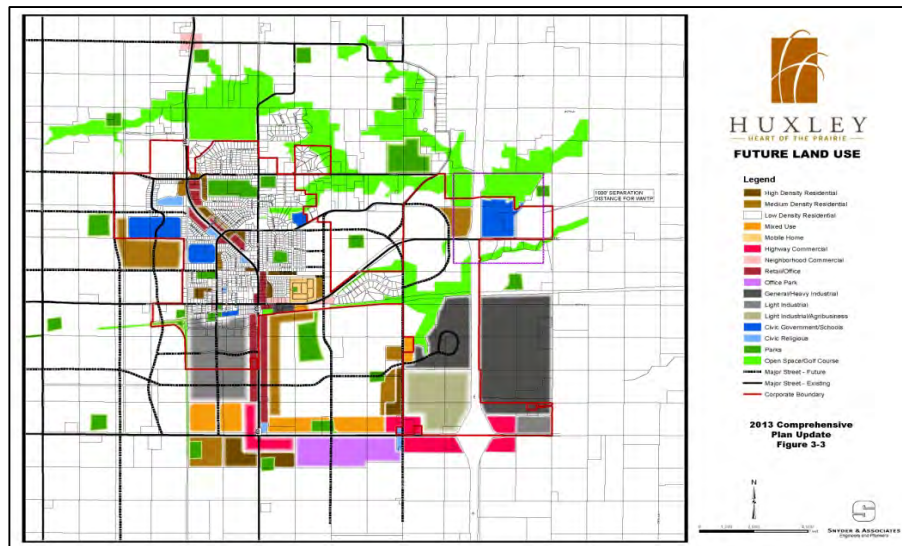 HUXLEY
HEART OF THE PRAIRIE
FUTURE LAND USE
Legend
High Density Residential
Medium Density Residential
Low Density Residential
Mixed Use
Mobile Home
Highway Commercial
Neighborhood Commercial
Retail/Office
Office Park
General/Heavy Industrial
Light Industrial
Light Industrial/Agribusiness
Civic Government/Schools
Civic Religious
Parks
Open Space/Golf Course
Major Street - Future
Major Street - Existing
Corporate Boundary
1000' SEPARATION
DISTANCE FOR WWTP
2013 Comprehensive
Plan Update
Figure 3-3
N
SNYDER & ASSOCIATES
Engineers and Planners